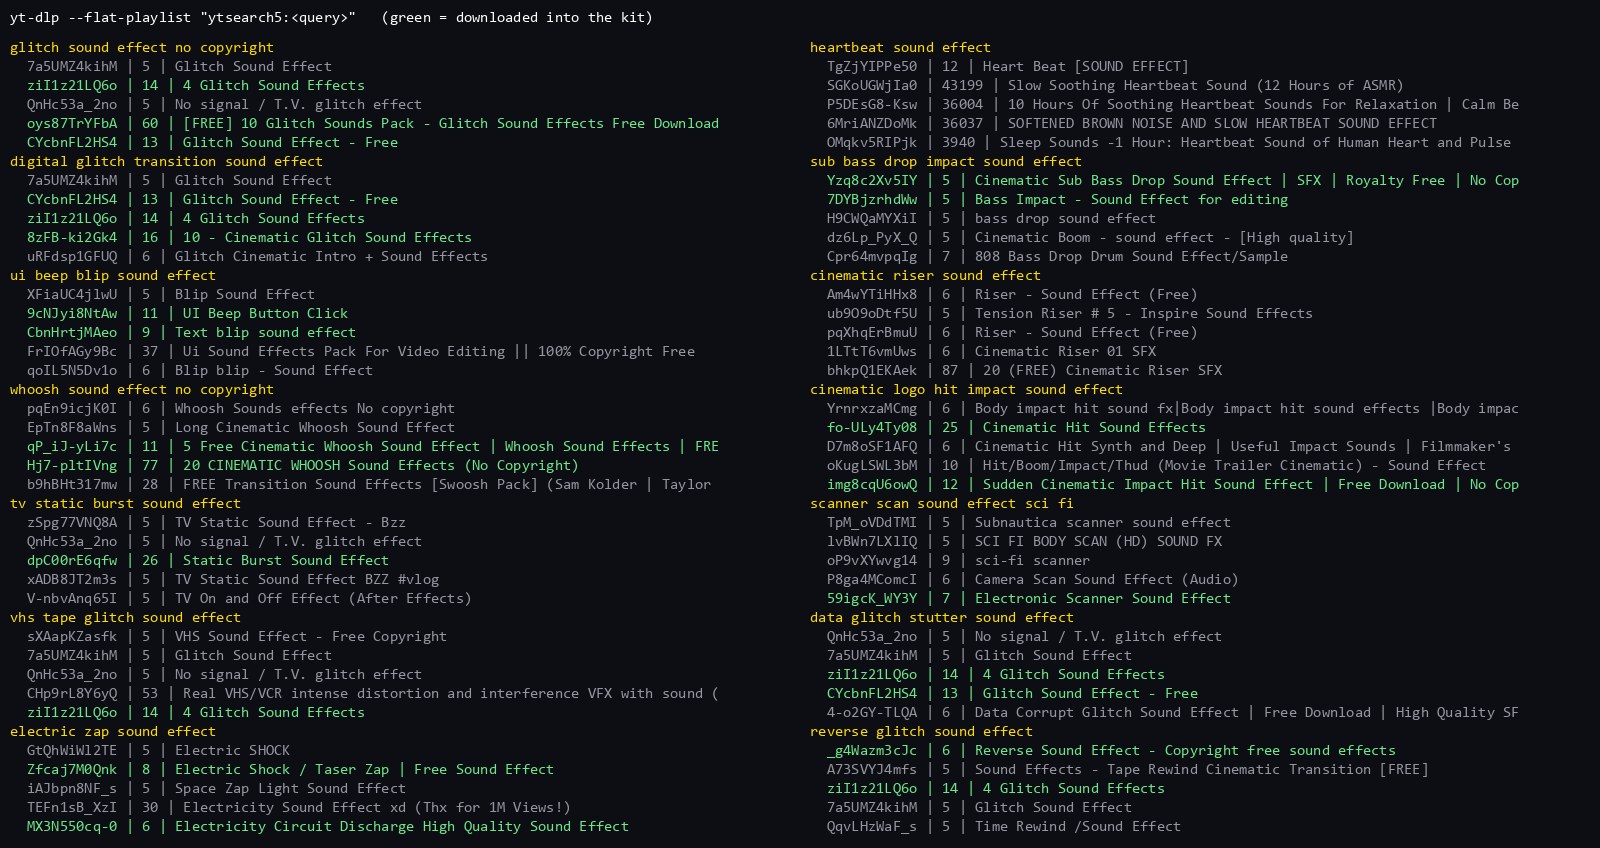 yt-dlp --flat-playlist "ytsearch5:<query>"   (green = downloaded into the kit)
glitch sound effect no copyright
7a5UMZ4kihM | 5 | Glitch Sound Effect
ziI1z21LQ6o | 14 | 4 Glitch Sound Effects
QnHc53a_2no | 5 | No signal / T.V. glitch effect
oys87TrYFbA | 60 | [FREE] 10 Glitch Sounds Pack - Glitch Sound Effects Free Download
CYcbnFL2HS4 | 13 | Glitch Sound Effect - Free
digital glitch transition sound effect
7a5UMZ4kihM | 5 | Glitch Sound Effect
CYcbnFL2HS4 | 13 | Glitch Sound Effect - Free
ziI1z21LQ6o | 14 | 4 Glitch Sound Effects
8zFB-ki2Gk4 | 16 | 10 - Cinematic Glitch Sound Effects
uRFdsp1GFUQ | 6 | Glitch Cinematic Intro + Sound Effects
ui beep blip sound effect
XFiaUC4jlwU | 5 | Blip Sound Effect
9cNJyi8NtAw | 11 | UI Beep Button Click
CbnHrtjMAeo | 9 | Text blip sound effect
FrIOfAGy9Bc | 37 | Ui Sound Effects Pack For Video Editing || 100% Copyright Free
qoIL5N5Dv1o | 6 | Blip blip - Sound Effect
whoosh sound effect no copyright
pqEn9icjK0I | 6 | Whoosh Sounds effects No copyright
EpTn8F8aWns | 5 | Long Cinematic Whoosh Sound Effect
qP_iJ-yLi7c | 11 | 5 Free Cinematic Whoosh Sound Effect | Whoosh Sound Effects | FRE
Hj7-pltIVng | 77 | 20 CINEMATIC WHOOSH Sound Effects (No Copyright)
b9hBHt317mw | 28 | FREE Transition Sound Effects [Swoosh Pack] (Sam Kolder | Taylor
tv static burst sound effect
zSpg77VNQ8A | 5 | TV Static Sound Effect - Bzz
QnHc53a_2no | 5 | No signal / T.V. glitch effect
dpC00rE6qfw | 26 | Static Burst Sound Effect
xADB8JT2m3s | 5 | TV Static Sound Effect BZZ #vlog
V-nbvAnq65I | 5 | TV On and Off Effect (After Effects)
vhs tape glitch sound effect
sXAapKZasfk | 5 | VHS Sound Effect - Free Copyright
7a5UMZ4kihM | 5 | Glitch Sound Effect
QnHc53a_2no | 5 | No signal / T.V. glitch effect
CHp9rL8Y6yQ | 53 | Real VHS/VCR intense distortion and interference VFX with sound (
ziI1z21LQ6o | 14 | 4 Glitch Sound Effects
electric zap sound effect
GtQhWiWl2TE | 5 | Electric SHOCK
Zfcaj7M0Qnk | 8 | Electric Shock / Taser Zap | Free Sound Effect
iAJbpn8NF_s | 5 | Space Zap Light Sound Effect
TEFn1sB_XzI | 30 | Electricity Sound Effect xd (Thx for 1M Views!)
MX3N550cq-0 | 6 | Electricity Circuit Discharge High Quality Sound Effect
heartbeat sound effect
TgZjYIPPe50 | 12 | Heart Beat [SOUND EFFECT]
SGKoUGWjIa0 | 43199 | Slow Soothing Heartbeat Sound (12 Hours of ASMR)
P5DEsG8-Ksw | 36004 | 10 Hours Of Soothing Heartbeat Sounds For Relaxation | Calm Be
6MriANZDoMk | 36037 | SOFTENED BROWN NOISE AND SLOW HEARTBEAT SOUND EFFECT
OMqkv5RIPjk | 3940 | Sleep Sounds -1 Hour: Heartbeat Sound of Human Heart and Pulse
sub bass drop impact sound effect
Yzq8c2Xv5IY | 5 | Cinematic Sub Bass Drop Sound Effect | SFX | Royalty Free | No Cop
7DYBjzrhdWw | 5 | Bass Impact - Sound Effect for editing
H9CWQaMYXiI | 5 | bass drop sound effect
dz6Lp_PyX_Q | 5 | Cinematic Boom - sound effect - [High quality]
Cpr64mvpqIg | 7 | 808 Bass Drop Drum Sound Effect/Sample
cinematic riser sound effect
Am4wYTiHHx8 | 6 | Riser - Sound Effect (Free)
ub9O9oDtf5U | 5 | Tension Riser # 5 - Inspire Sound Effects
pqXhqErBmuU | 6 | Riser - Sound Effect (Free)
1LTtT6vmUws | 6 | Cinematic Riser 01 SFX
bhkpQ1EKAek | 87 | 20 (FREE) Cinematic Riser SFX
cinematic logo hit impact sound effect
YrnrxzaMCmg | 6 | Body impact hit sound fx|Body impact hit sound effects |Body impac
fo-ULy4Ty08 | 25 | Cinematic Hit Sound Effects
D7m8oSF1AFQ | 6 | Cinematic Hit Synth and Deep | Useful Impact Sounds | Filmmaker's
oKugLSWL3bM | 10 | Hit/Boom/Impact/Thud (Movie Trailer Cinematic) - Sound Effect
img8cqU6owQ | 12 | Sudden Cinematic Impact Hit Sound Effect | Free Download | No Cop
scanner scan sound effect sci fi
TpM_oVDdTMI | 5 | Subnautica scanner sound effect
lvBWn7LXlIQ | 5 | SCI FI BODY SCAN (HD) SOUND FX
oP9vXYwvg14 | 9 | sci-fi scanner
P8ga4MComcI | 6 | Camera Scan Sound Effect (Audio)
59igcK_WY3Y | 7 | Electronic Scanner Sound Effect
data glitch stutter sound effect
QnHc53a_2no | 5 | No signal / T.V. glitch effect
7a5UMZ4kihM | 5 | Glitch Sound Effect
ziI1z21LQ6o | 14 | 4 Glitch Sound Effects
CYcbnFL2HS4 | 13 | Glitch Sound Effect - Free
4-o2GY-TLQA | 6 | Data Corrupt Glitch Sound Effect | Free Download | High Quality SF
reverse glitch sound effect
_g4Wazm3cJc | 6 | Reverse Sound Effect - Copyright free sound effects
A73SVYJ4mfs | 5 | Sound Effects - Tape Rewind Cinematic Transition [FREE]
ziI1z21LQ6o | 14 | 4 Glitch Sound Effects
7a5UMZ4kihM | 5 | Glitch Sound Effect
QqvLHzWaF_s | 5 | Time Rewind /Sound Effect